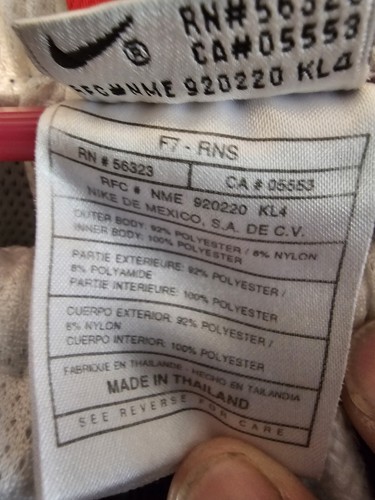 RN#5632
CA#05553
RFC#NME 920220 KL4
F7 - RNS
RN # 56323
CA # 05553
RFC # NME 920220 KL4
NIKE DE MEXICO, S.A. DE C.V.
OUTER BODY: 92% POLYESTER / 8% NYLON
INNER BODY: 100% POLYESTER
PARTIE EXTERIEURE: 92% POLYESTER /
8% POLYAMIDE
PARTIE INTERIEURE: 100% POLYESTER
CUERPO EXTERIOR: 92% POLYESTER /
8% NYLON
CUERPO INTERIOR: 100% POLYESTER
FABRIQUE EN THAILANDE · HECHO EN TAILANDIA
MADE IN THAILAND
SEE REVERSE FOR CARE